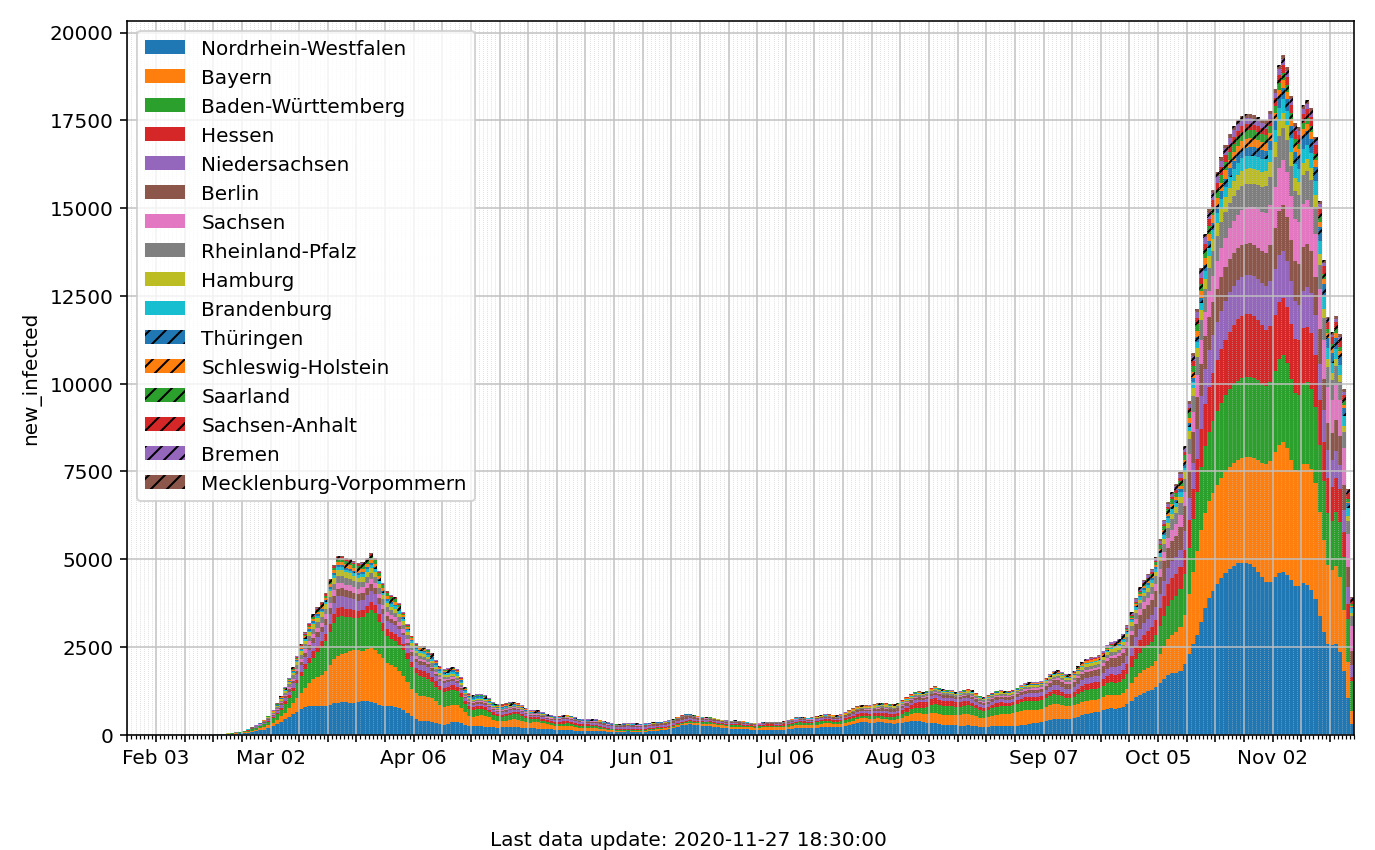 20000
17500
15000
12500
10000
7500
5000
2500
0
new_infected
Nordrhein-Westfalen
Bayern
Baden-Württemberg
Hessen
Niedersachsen
Berlin
Sachsen
Rheinland-Pfalz
Hamburg
Brandenburg
Thüringen
Schleswig-Holstein
Saarland
Sachsen-Anhalt
Bremen
Mecklenburg-Vorpommern
Feb 03 Mar 02 Apr 06 May 04 Jun 01 Jul 06 Aug 03 Sep 07 Oct 05 Nov 02
Last data update: 2020-11-27 18:30:00